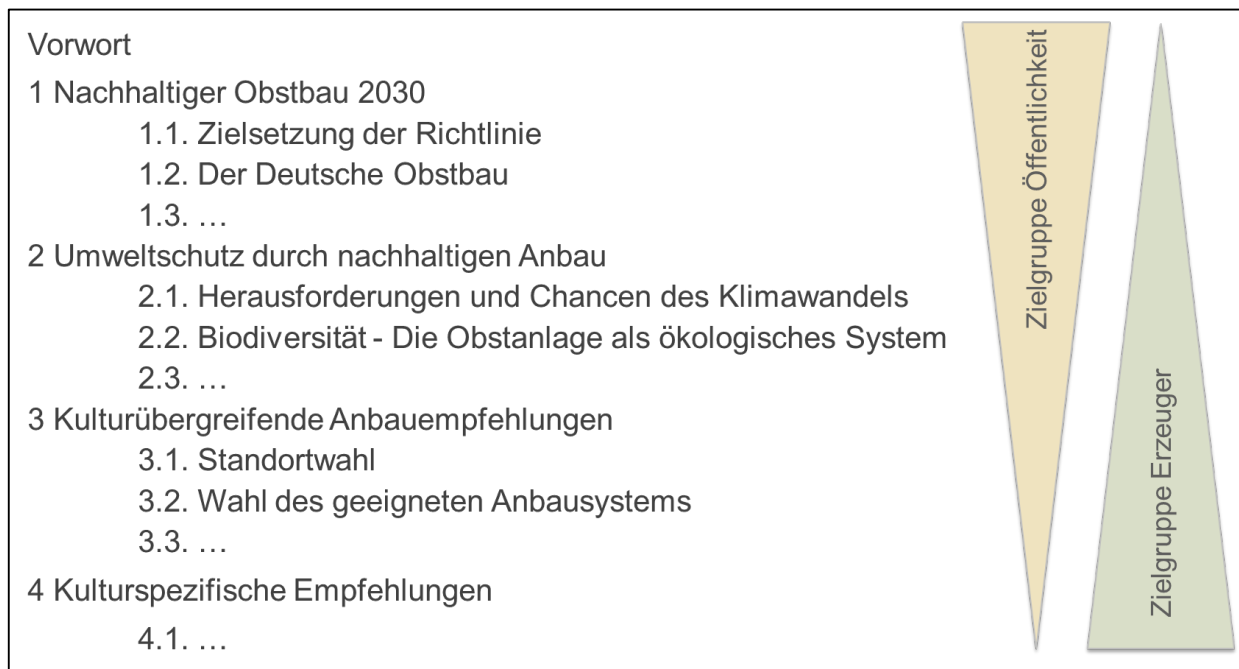 Vorwort
1 Nachhaltiger Obstbau 2030
1.1. Zielsetzung der Richtlinie
1.2. Der Deutsche Obstbau
1.3. …
2 Umweltschutz durch nachhaltigen Anbau
2.1. Herausforderungen und Chancen des Klimawandels
2.2. Biodiversität - Die Obstanlage als ökologisches System
2.3. …
3 Kulturübergreifende Anbauempfehlungen
3.1. Standortwahl
3.2. Wahl des geeigneten Anbausystems
3.3. …
4 Kulturspezifische Empfehlungen
4.1. …
Zielgruppe Öffentlichkeit
Zielgruppe Erzeuger